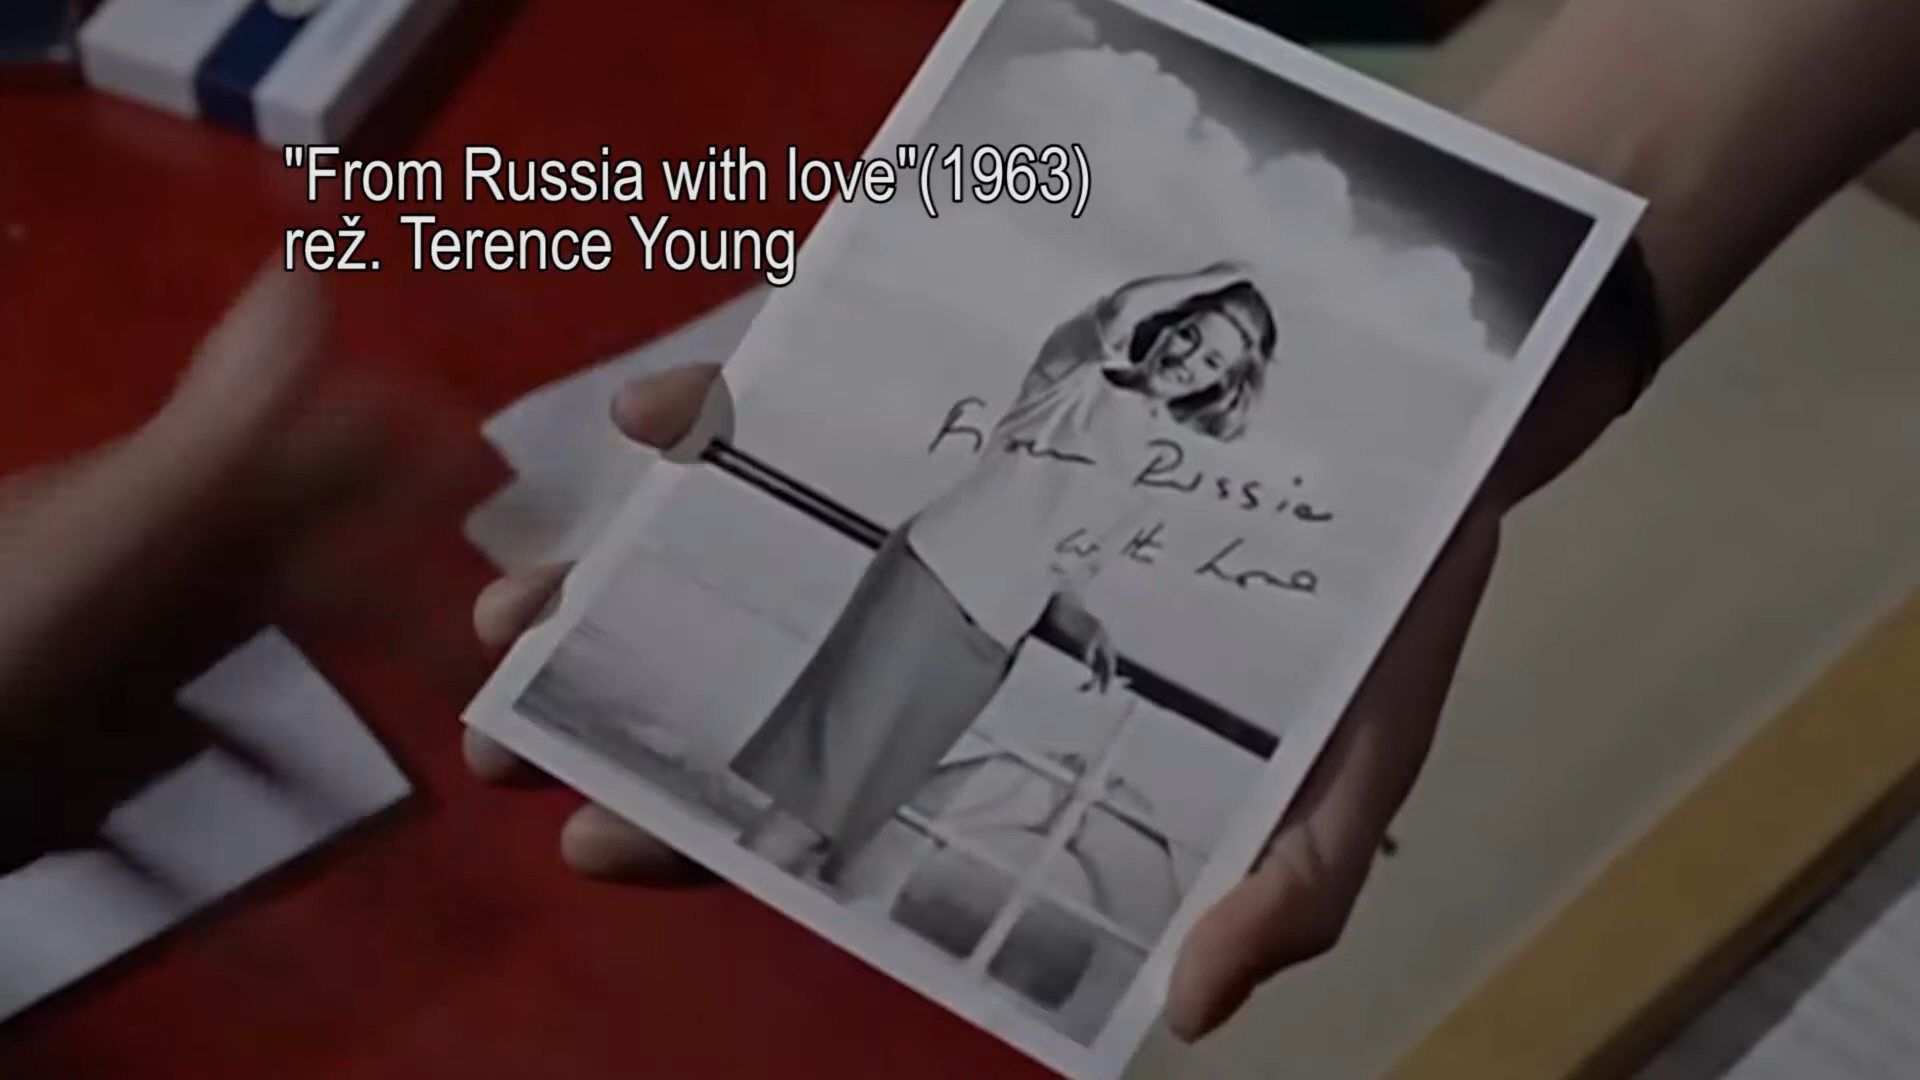 "From Russia with love"(1963)
rež. Terence Young
From Russia
with Love